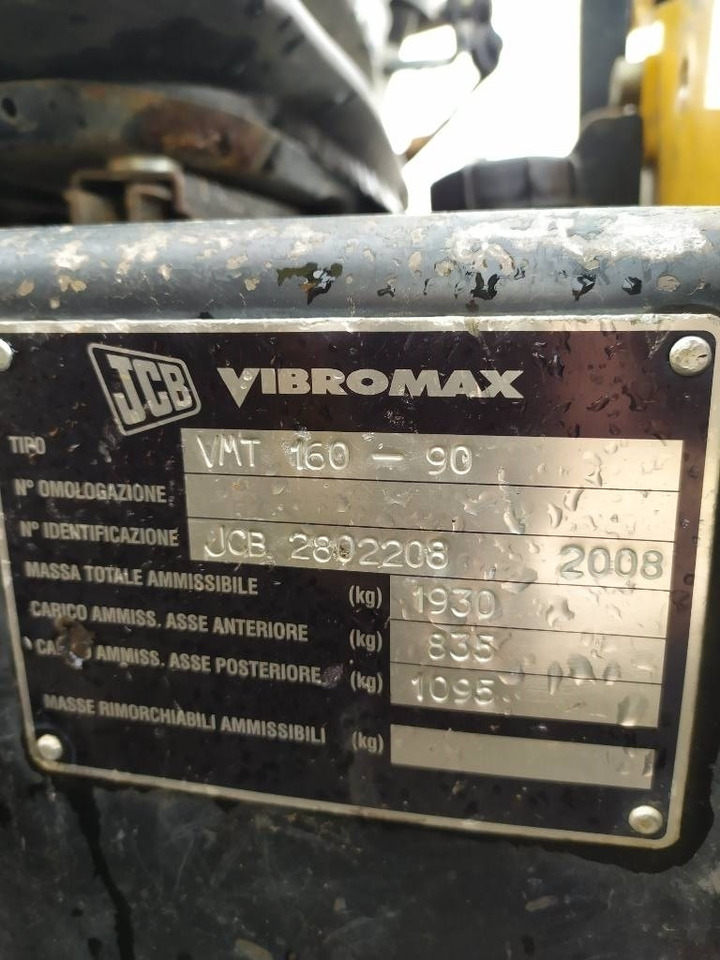 JCB VIBROMAX
TIPO VMT 160 - 90
N° OMOLOGAZIONE
N° IDENTIFICAZIONE JCB 2802208 2008
MASSA TOTALE AMMISSIBILE (kg) 1930
CARICO AMMISS. ASSE ANTERIORE (kg) 835
CARICO AMMISS. ASSE POSTERIORE (kg) 1095
MASSE RIMORCHIABILI AMMISSIBILI (kg)